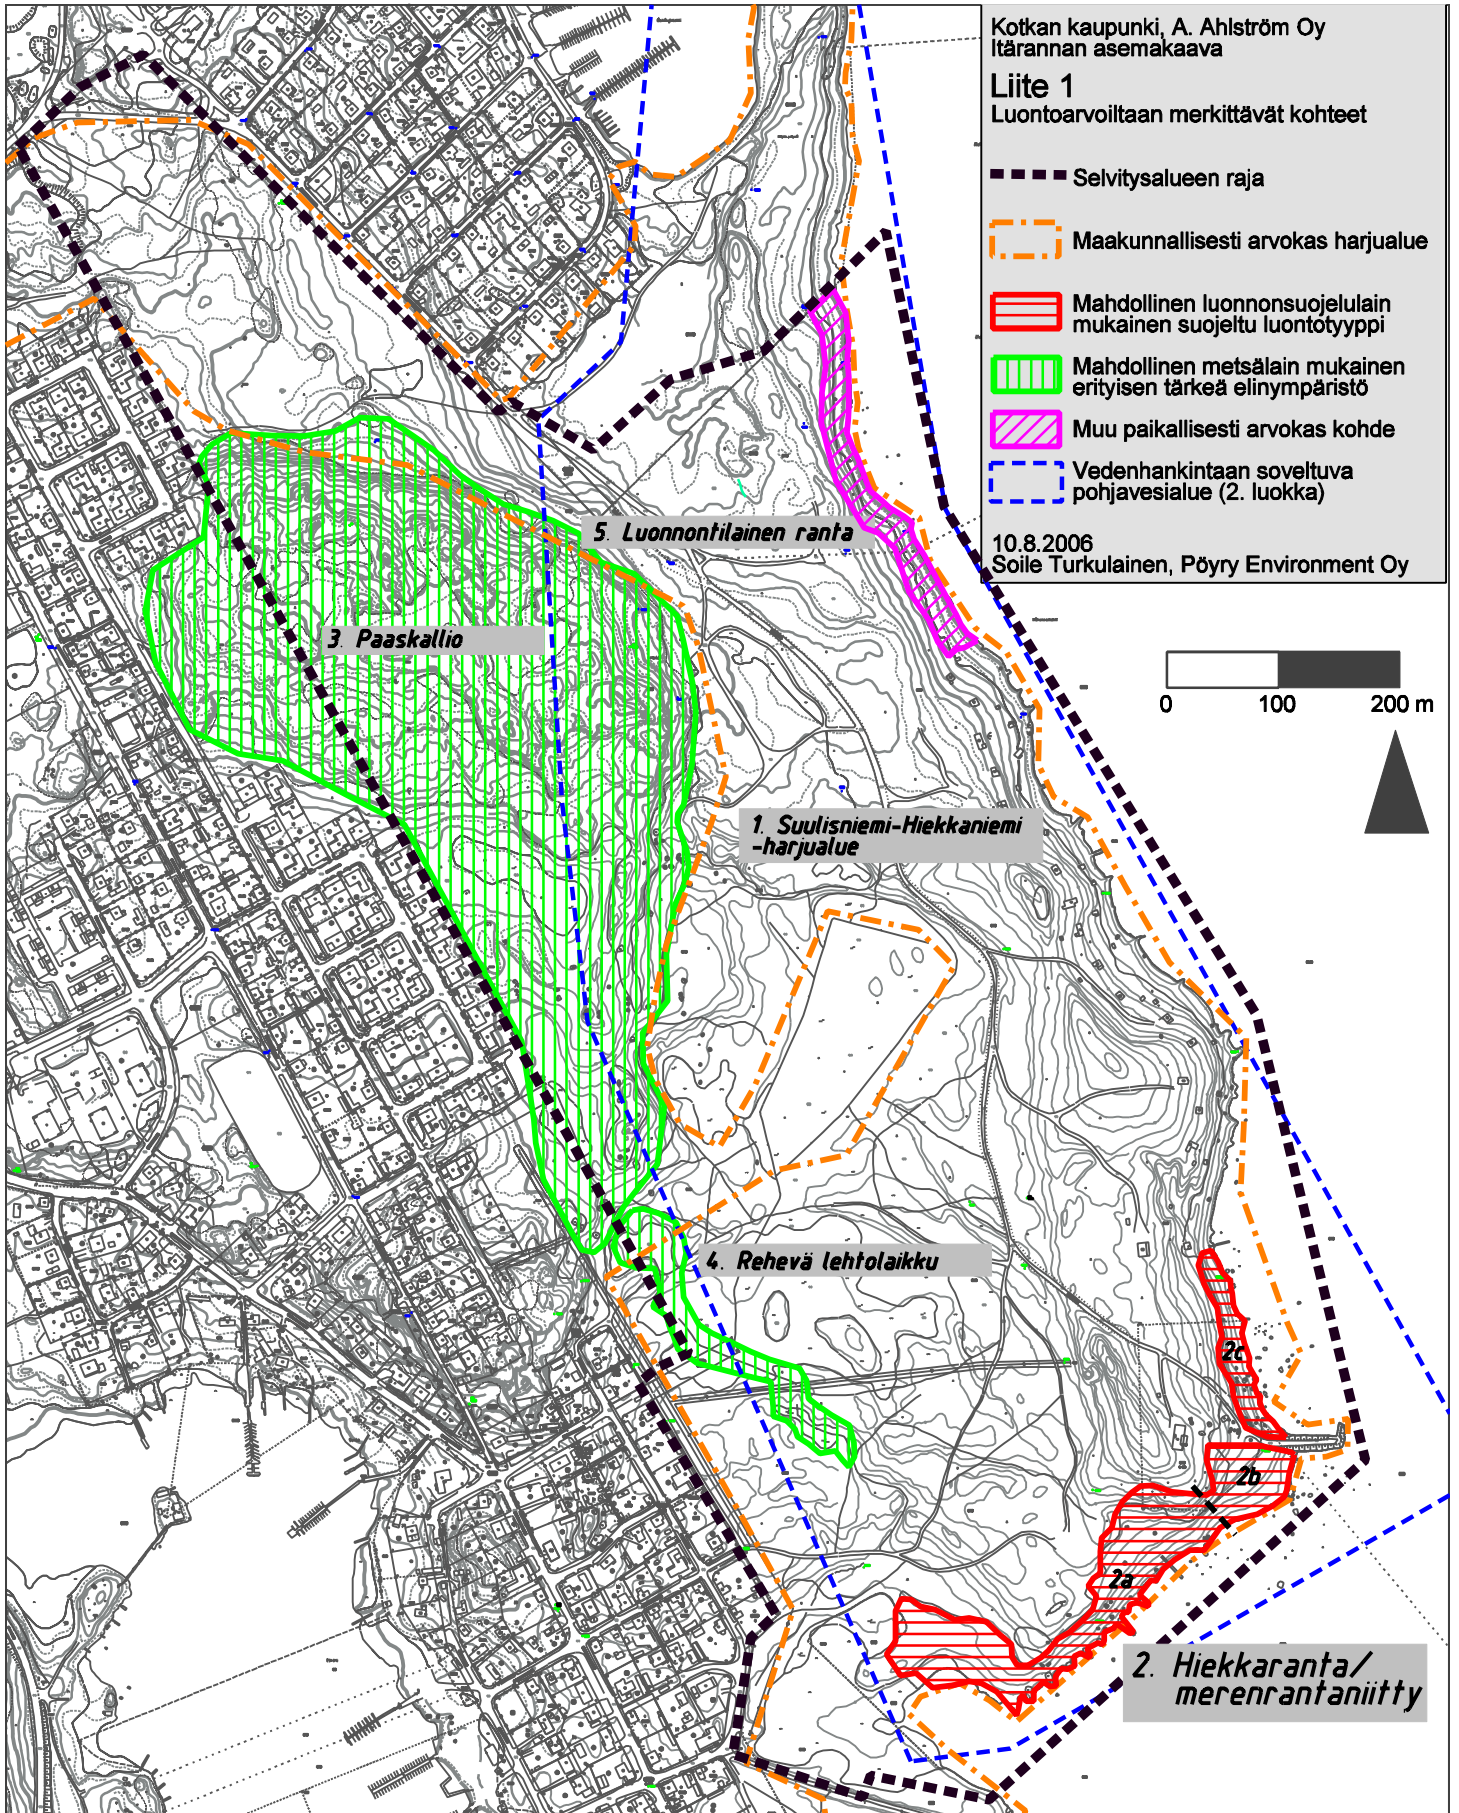 Kotkan kaupunki, A. Ahlström Oy
Itärannan asemakaava
Liite 1
Luontoarvoiltaan merkittävät kohteet
Selvitysalueen raja
Maakunnallisesti arvokas harjualue
Mahdollinen luonnonsuojelulain
mukainen suojeltu luontotyyppi
Mahdollinen metsälain mukainen
erityisen tärkeä elinympäristö
Muu paikallisesti arvokas kohde
Vedenhankintaan soveltuva
pohjavesialue (2. luokka)
10.8.2006
Soile Turkulainen, Pöyry Environment Oy
0 100 200 m
5. Luonnontilainen ranta
3. Paaskallio
1. Suulisniemi-Hiekkaniemi
-harjualue
4. Rehevä lehtolaikku
2c
2b
2a
2. Hiekkaranta/
merenrantaniitty